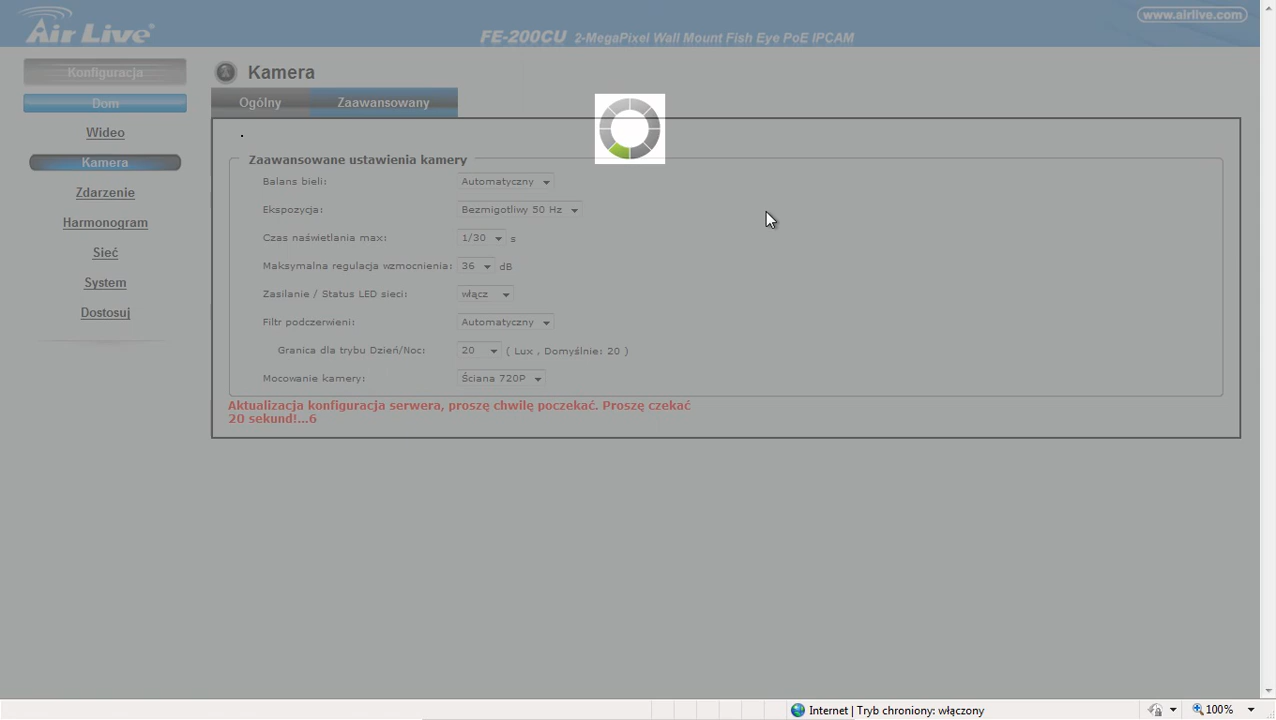 Air Live
www.airlive.com
FE-200CU 2-MegaPixel Wall Mount Fish Eye PoE IPCAM
Konfiguracja
Dom
Wideo
Kamera
Zdarzenie
Harmonogram
Sieć
System
Dostosuj
Kamera
Ogólny Zaawansowany
.
Zaawansowane ustawienia kamery
Balans bieli: Automatyczny
Ekspozycja: Bezmigotliwy 50 Hz
Czas naświetlania max: 1/30 s
Maksymalna regulacja wzmocnienia: 36 dB
Zasilanie / Status LED sieci: włącz
Filtr podczerwieni: Automatyczny
Granica dla trybu Dzień/Noc: 20 ( Lux , Domyślnie: 20 )
Mocowanie kamery: Ściana 720P
Aktualizacja konfiguracja serwera, proszę chwilę poczekać. Proszę czekać
20 sekund!...6
Internet | Tryb chroniony: włączony
100%